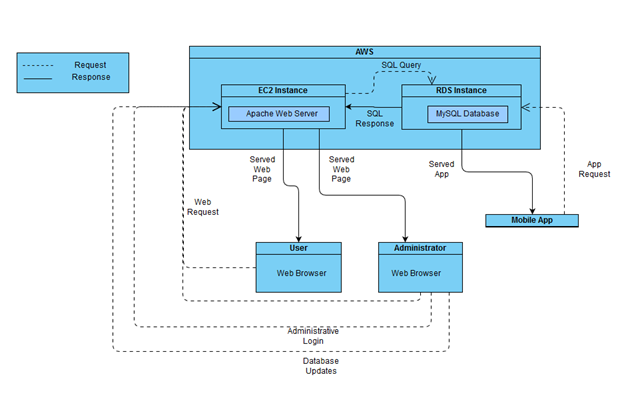 AWS
Request
Response
SQL Query
EC2 Instance
RDS Instance
Apache Web Server
MySQL Database
SQL
Response
Served
Web
Page
Served
Web
Page
Served
App
App
Request
Web
Request
Mobile App
User
Administrator
Web Browser
Web Browser
Administrative
Login
Database
Updates